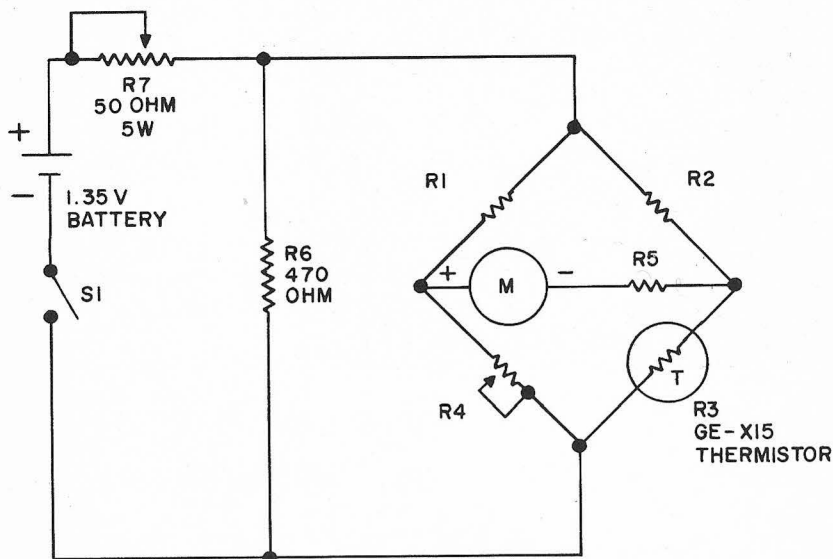 R7
50 OHM
5W
+
−
1.35 V
BATTERY
S1
R6
470
OHM
R1
R2
+
M
−
R5
R4
T
R3
GE-X15
THERMISTOR